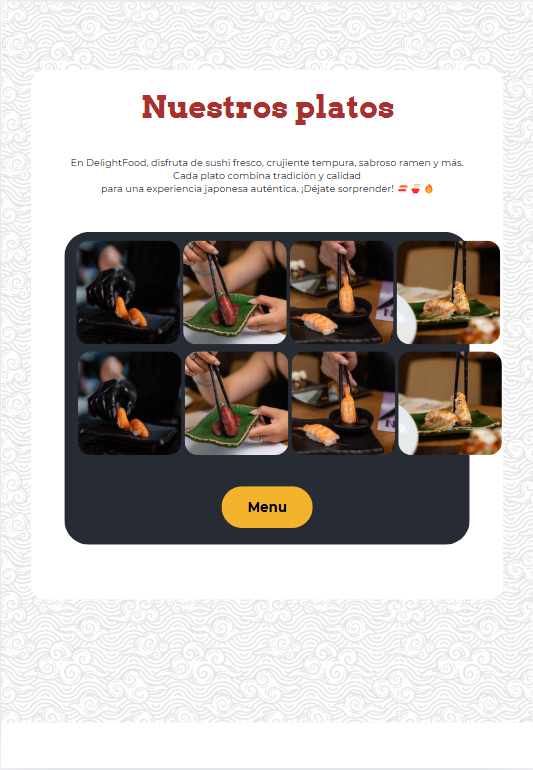 Nuestros platos
En DelightFood, disfruta de sushi fresco, crujiente tempura, sabroso ramen y más.
Cada plato combina tradición y calidad
para una experiencia japonesa auténtica. ¡Déjate sorprender! 🍣🍜🔥
Menu